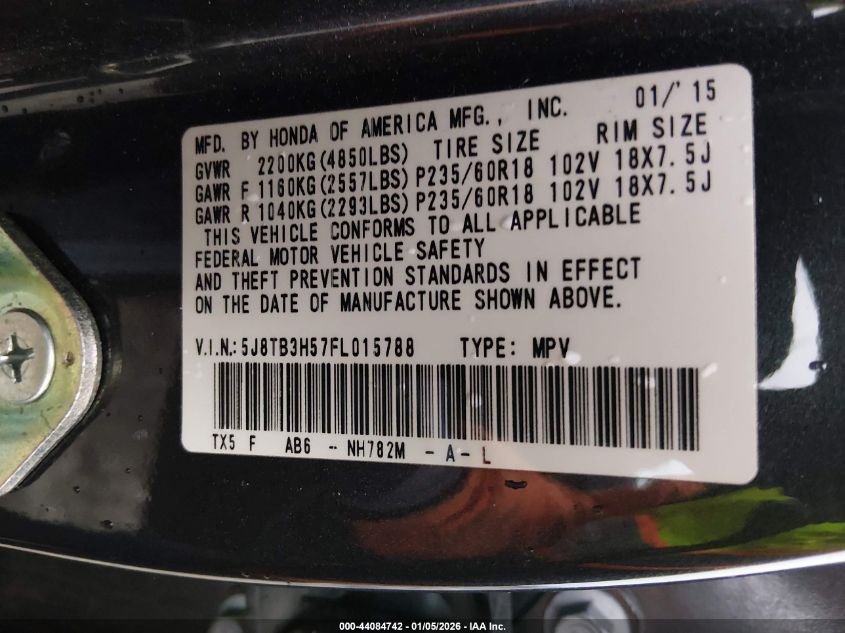 01/'15
MFD. BY HONDA OF AMERICA MFG., INC.
GVWR 2200KG(4850LBS) TIRE SIZE RIM SIZE
GAWR F 1160KG(2557LBS) P235/60R18 102V 18X7.5J
GAWR R 1040KG(2293LBS) P235/60R18 102V 18X7.5J
THIS VEHICLE CONFORMS TO ALL APPLICABLE
FEDERAL MOTOR VEHICLE SAFETY
AND THEFT PREVENTION STANDARDS IN EFFECT
ON THE DATE OF MANUFACTURE SHOWN ABOVE.
V.I.N.: 5J8TB3H57FL015788 TYPE: MPV
TX5 F AB6 -- NH782M - A - L
000-44084742 - 01/05/2026 - IAA Inc.